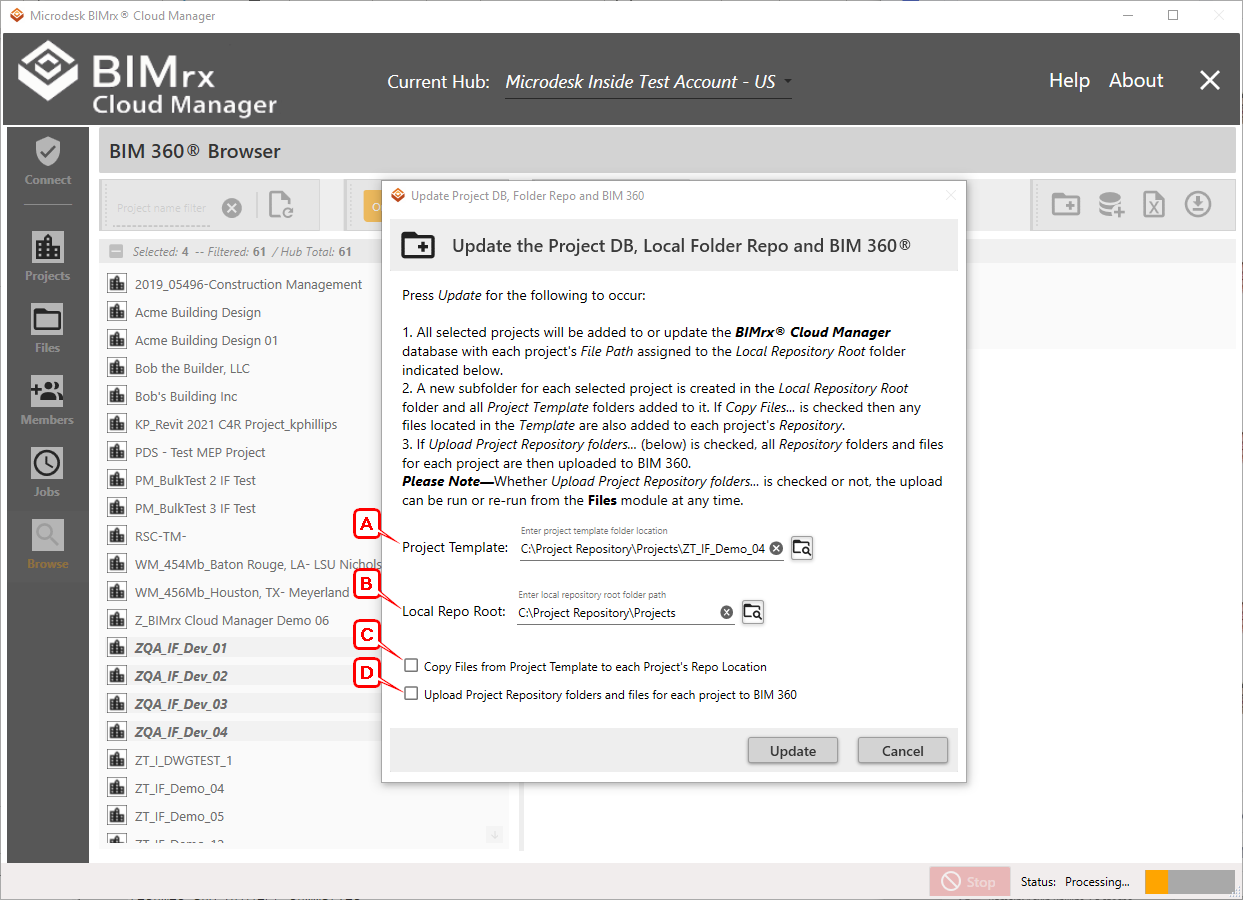 Microdesk BIMrx® Cloud Manager
BIMrx
Cloud Manager
Current Hub: Microdesk Inside Test Account - US
Help About
Connect
Projects
Files
Members
Jobs
Browse
BIM 360® Browser
Project name filter
Selected: 4 -- Filtered: 61 / Hub Total: 61
2019_05496-Construction Management
Acme Building Design
Acme Building Design 01
Bob the Builder, LLC
Bob's Building Inc
KP_Revit 2021 C4R Project_kphillips
PDS - Test MEP Project
PM_BulkTest 2 IF Test
PM_BulkTest 3 IF Test
RSC-TM-
WM_454Mb_Baton Rouge, LA- LSU Nichols
WM_456Mb_Houston, TX- Meyerland
Z_BIMrx Cloud Manager Demo 06
ZQA_IF_Dev_01
ZQA_IF_Dev_02
ZQA_IF_Dev_03
ZQA_IF_Dev_04
ZT_I_DWGTEST_1
ZT_IF_Demo_04
ZT_IF_Demo_05
Update Project DB, Folder Repo and BIM 360
Update the Project DB, Local Folder Repo and BIM 360®
Press Update for the following to occur:
1. All selected projects will be added to or update the BIMrx® Cloud Manager
database with each project's File Path assigned to the Local Repository Root folder
indicated below.
2. A new subfolder for each selected project is created in the Local Repository Root
folder and all Project Template folders added to it. If Copy Files... is checked then any
files located in the Template are also added to each project's Repository.
3. If Upload Project Repository folders... (below) is checked, all Repository folders and files
for each project are then uploaded to BIM 360.
Please Note—Whether Upload Project Repository folders... is checked or not, the upload
can be run or re-run from the Files module at any time.
A
Enter project template folder location
Project Template: C:\Project Repository\Projects\ZT_IF_Demo_04
B
Enter local repository root folder path
Local Repo Root: C:\Project Repository\Projects
C
Copy Files from Project Template to each Project's Repo Location
D
Upload Project Repository folders and files for each project to BIM 360
Update Cancel
Stop Status: Processing...